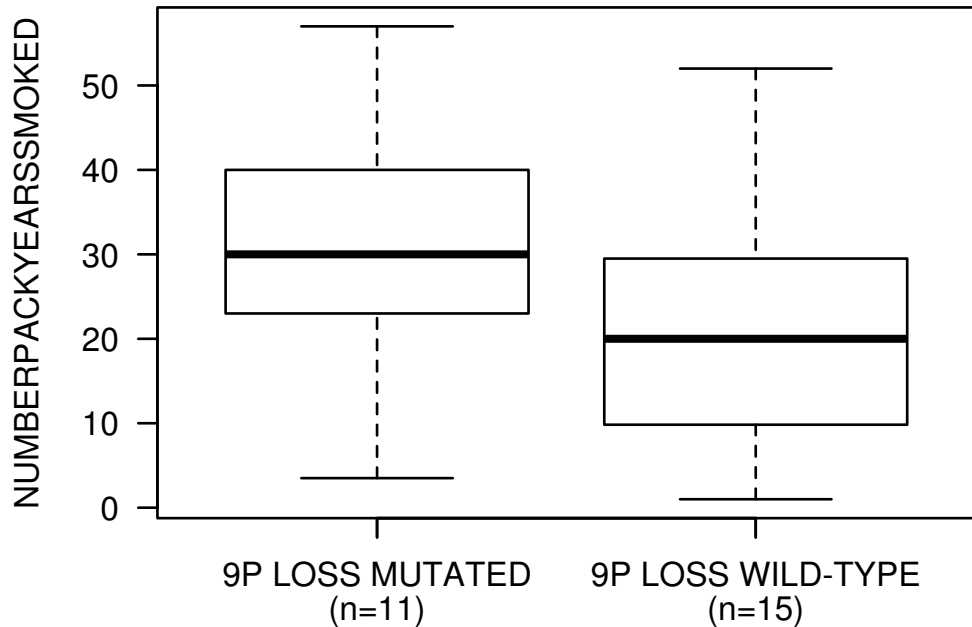 NUMBERPACKYEARSSMOKED
50
40
30
20
10
0
9P LOSS MUTATED
(n=11)
9P LOSS WILD-TYPE
(n=15)